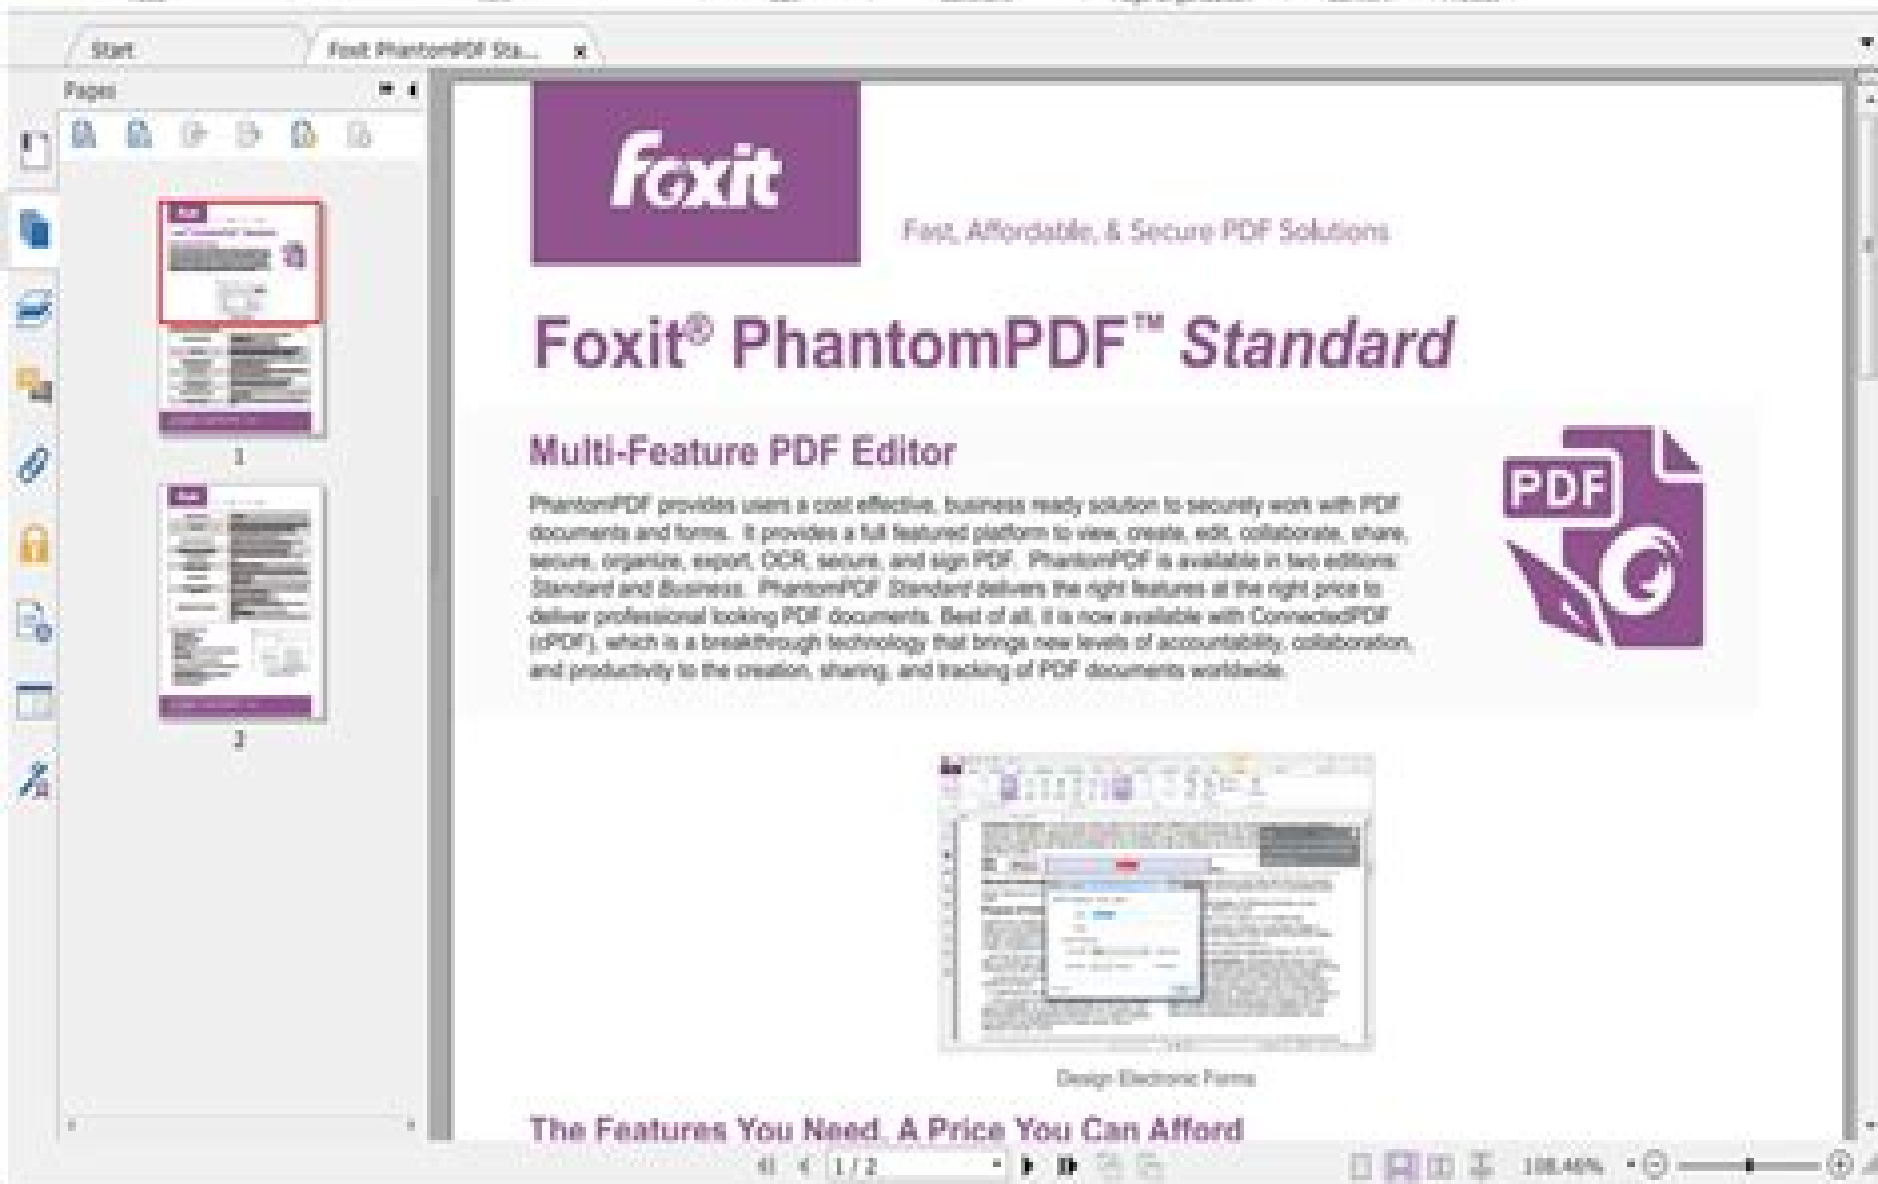 Start
Foxit PhantomPDF Sta...
Pages
1
2
Foxit
Fast, Affordable, & Secure PDF Solutions
Foxit® PhantomPDF™ Standard
Multi-Feature PDF Editor
PDF
PhantomPDF provides users a cost effective, business ready solution to securely work with PDF
documents and forms. It provides a full featured platform to view, create, edit, collaborate, share,
secure, organize, export, OCR, secure, and sign PDF. PhantomPDF is available in two editions:
Standard and Business. PhantomPDF Standard delivers the right features at the right price to
deliver professional looking PDF documents. Best of all, it is now available with ConnectedPDF
(cPDF), which is a breakthrough technology that brings new levels of accountability, collaboration,
and productivity to the creation, sharing, and tracking of PDF documents worldwide.
Design Electronic Forms
The Features You Need. A Price You Can Afford
1 / 2
108.46%